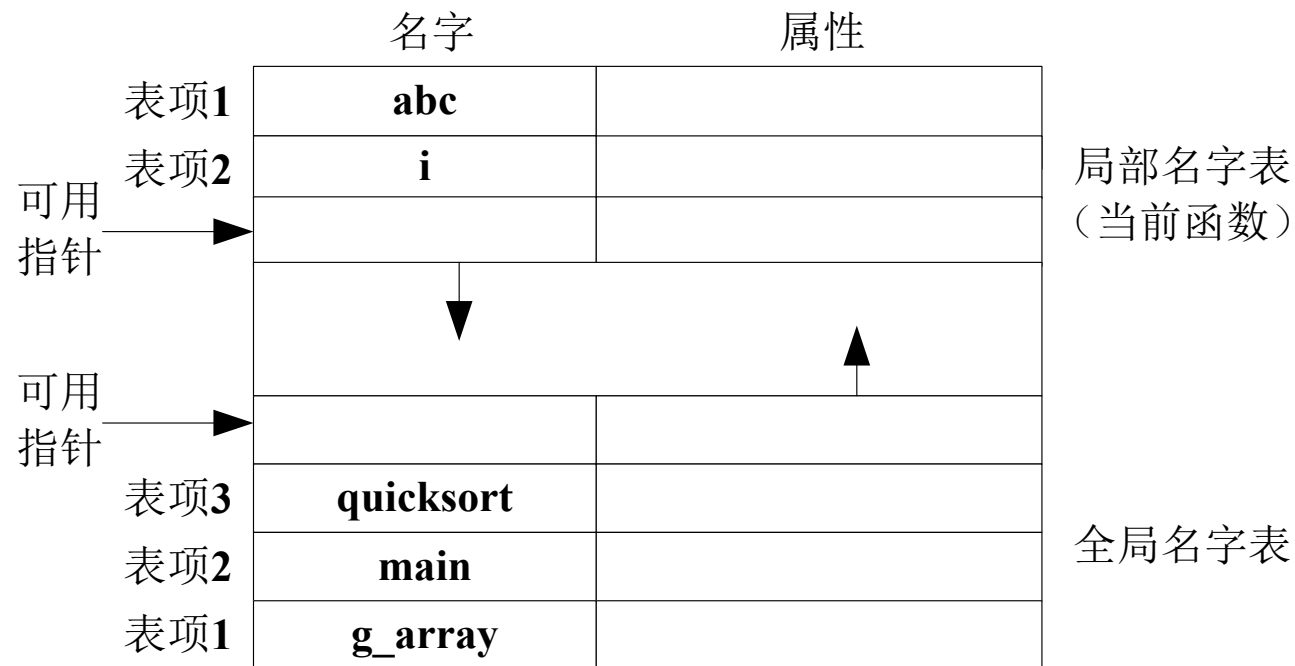 名字 属性
表项1 abc
表项2 i
局部名字表
(当前函数)
可用
指针
可用
指针
表项3 quicksort
表项2 main
全局名字表
表项1 g_array